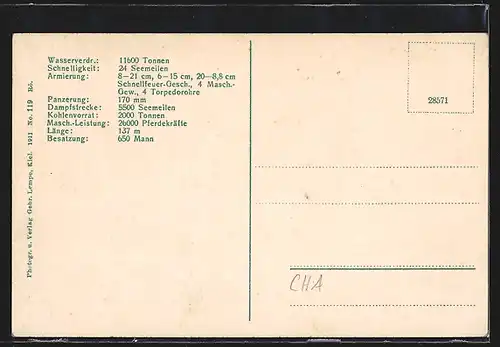 Wasserverdr.: 11600 Tonnen
Schnelligkeit: 24 Seemeilen
Armierung: 8—21 cm, 6—15 cm, 20—8,8 cm
Schnellfeuer-Gesch., 4 Masch.-
Gew., 4 Torpedorohre
Panzerung: 170 mm
Dampfstrecke: 5500 Seemeilen
Kohlenvorrat: 2000 Tonnen
Masch.-Leistung: 26000 Pferdekräfte
Länge: 137 m
Besatzung: 650 Mann
Photogr. u. Verlag Gebr. Lempe, Kiel. 1911 No. 119 Rö.
28571
CHA